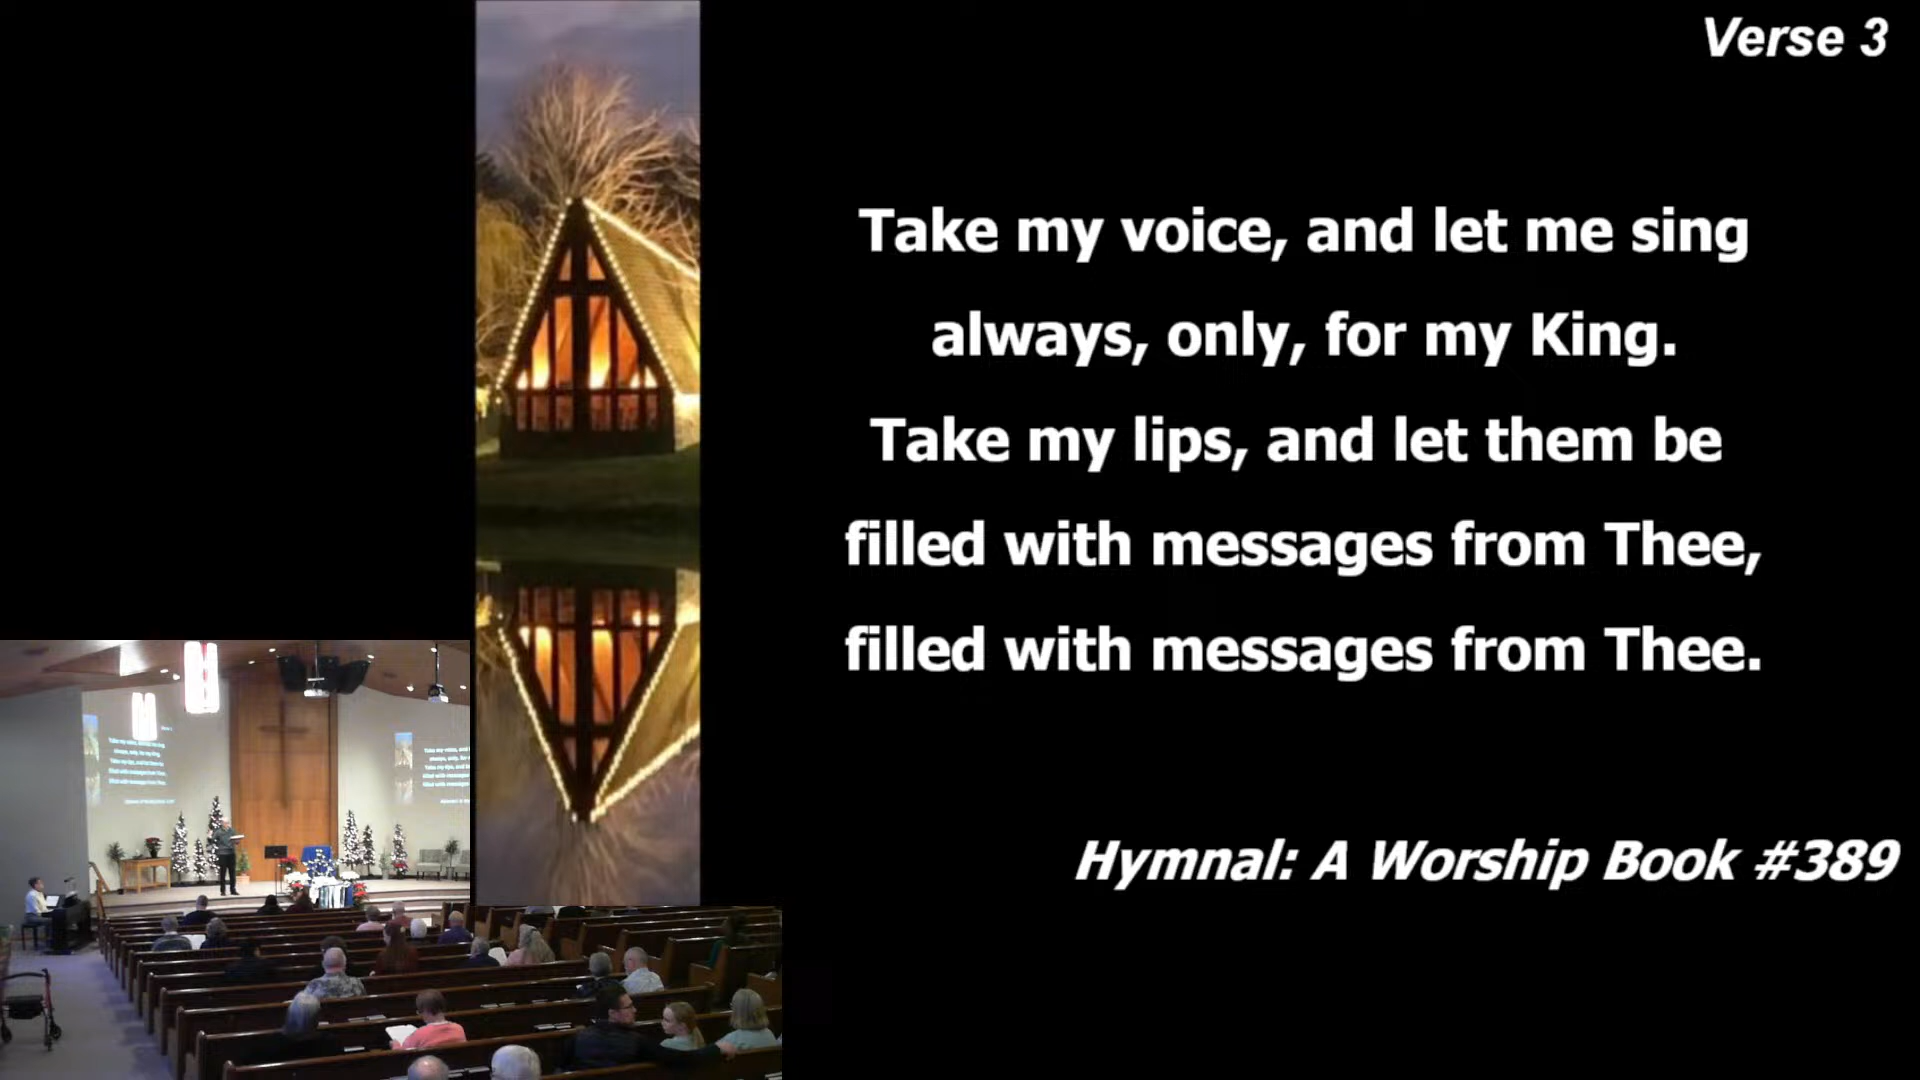 Verse 3
Take my voice, and let me sing
always, only, for my King.
Take my lips, and let them be
filled with messages from Thee,
filled with messages from Thee.
Hymnal: A Worship Book #389